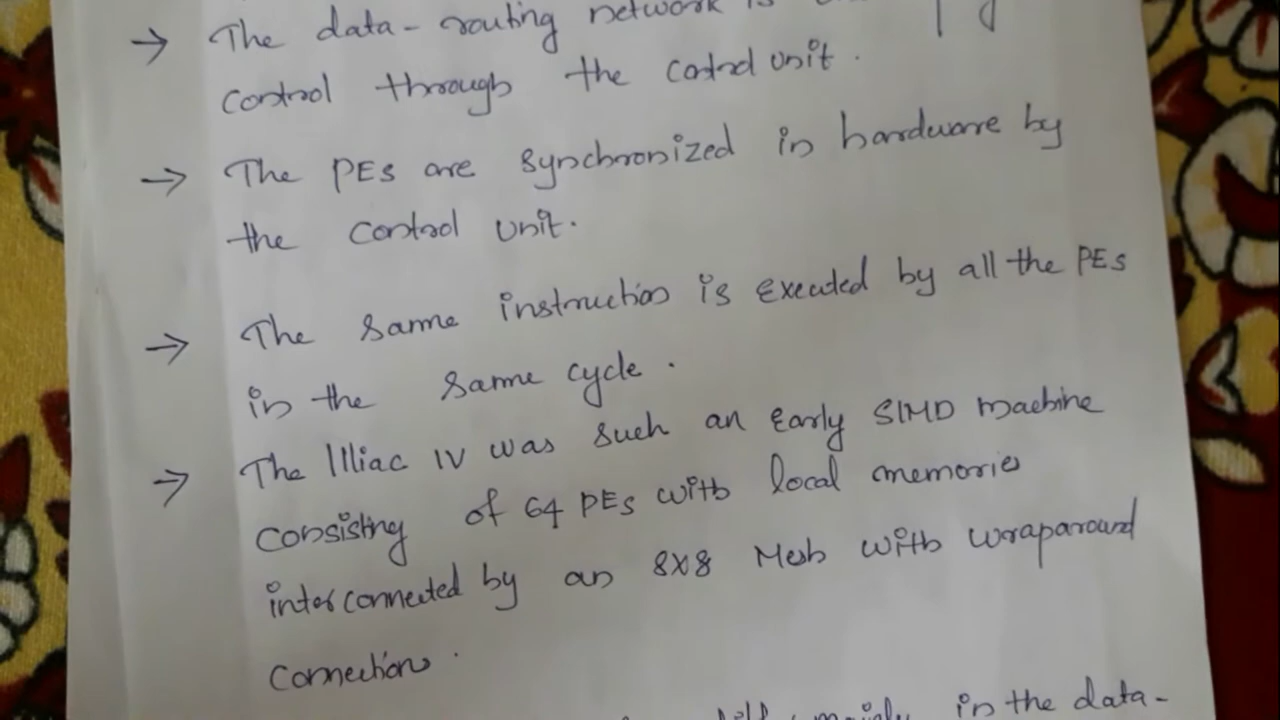 → The data-routing network is
control through the control unit.
→ The PEs are synchronized in hardware by
the control unit.
→ The same instruction is executed by all the PEs
in the same cycle.
→ The Illiac IV was such an Early SIMD machine
consisting of 64 PEs with local memories
interconnected by an 8x8 Mesh with wraparound
connections.
mainly in the data-